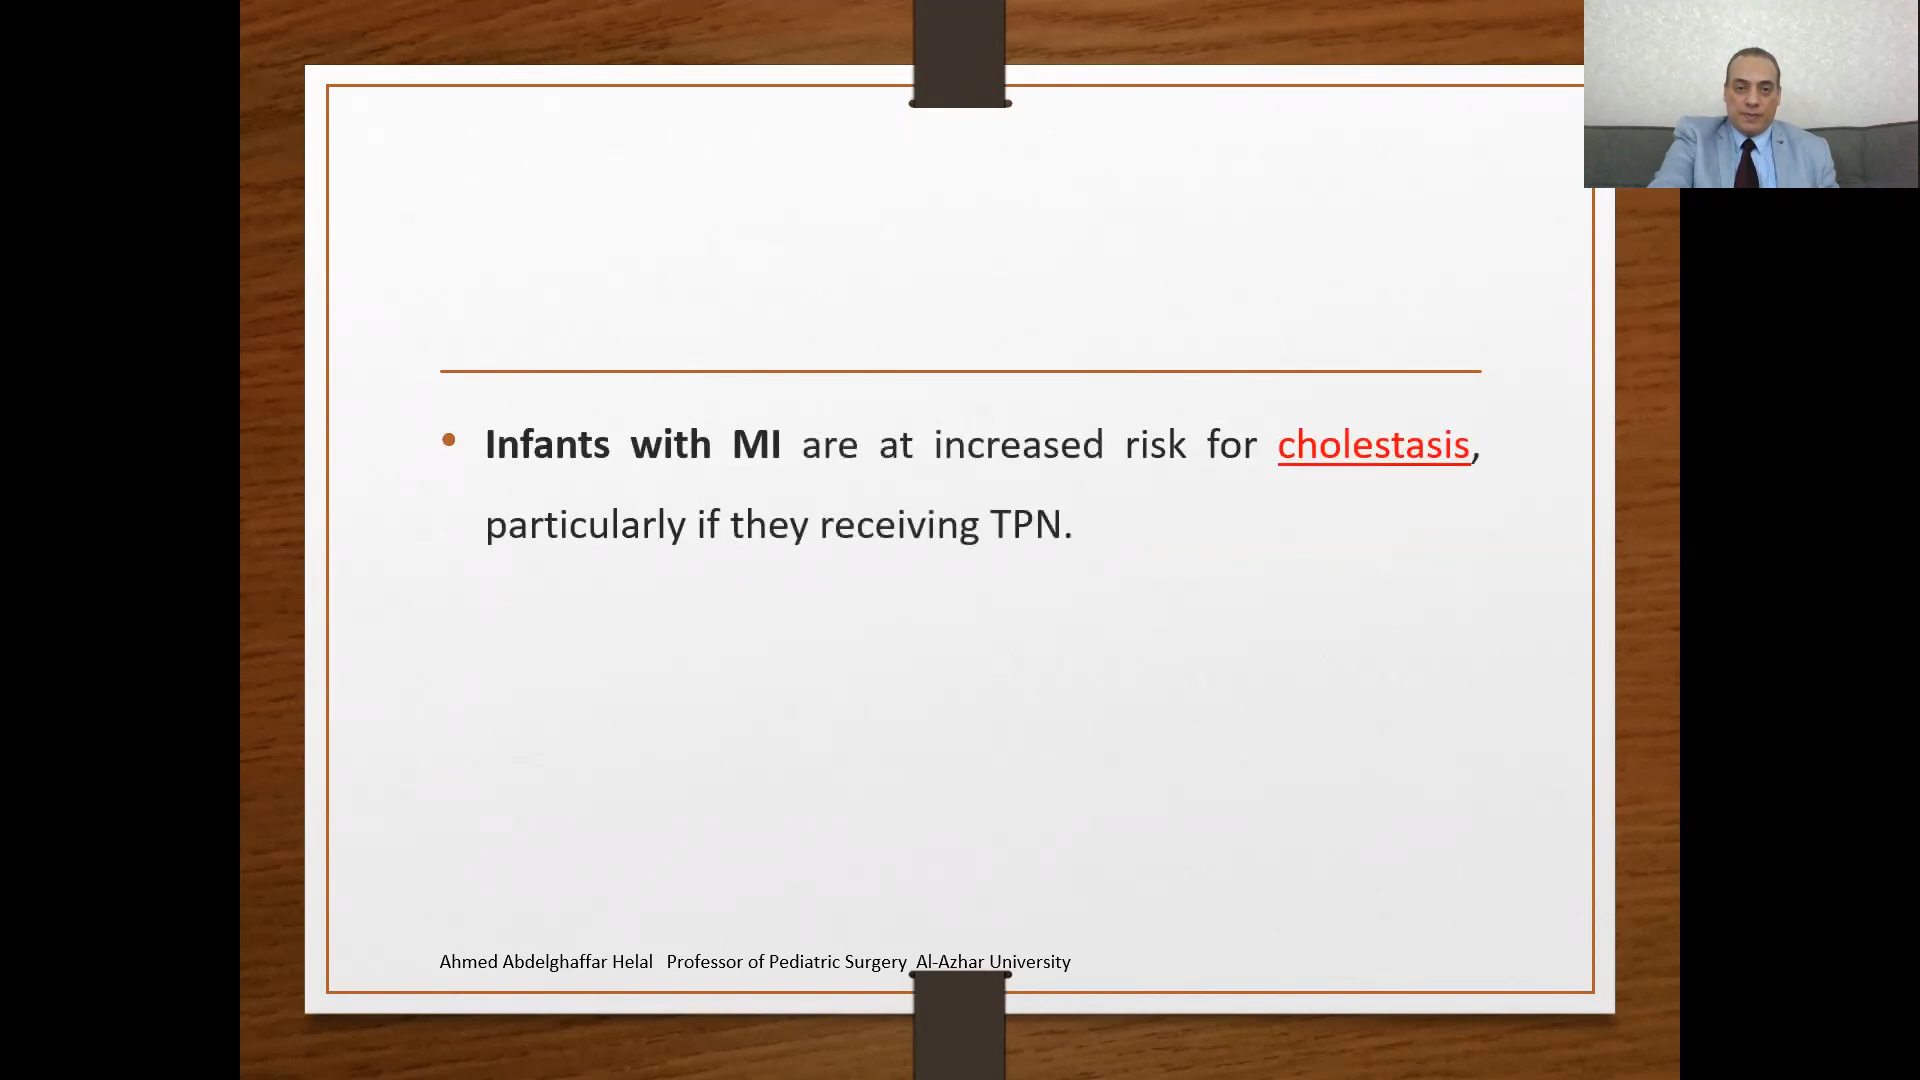 Infants with MI are at increased risk for cholestasis,
particularly if they receiving TPN.
Ahmed Abdelghaffar Helal Professor of Pediatric Surgery Al-Azhar University